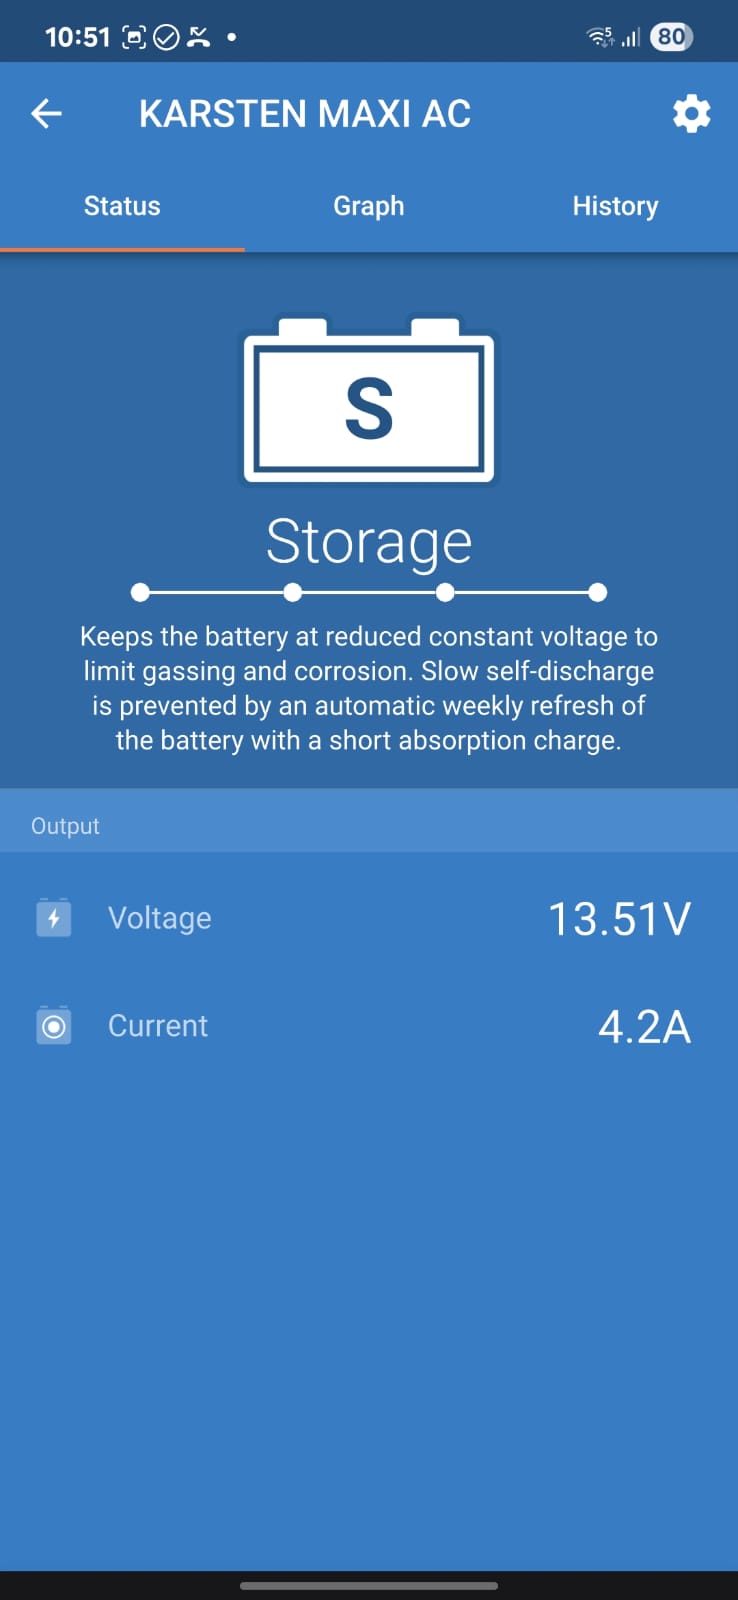 10:51
5
80
KARSTEN MAXI AC
Status Graph History
S
Storage
Keeps the battery at reduced constant voltage to
limit gassing and corrosion. Slow self-discharge
is prevented by an automatic weekly refresh of
the battery with a short absorption charge.
Output
Voltage 13.51V
Current 4.2A